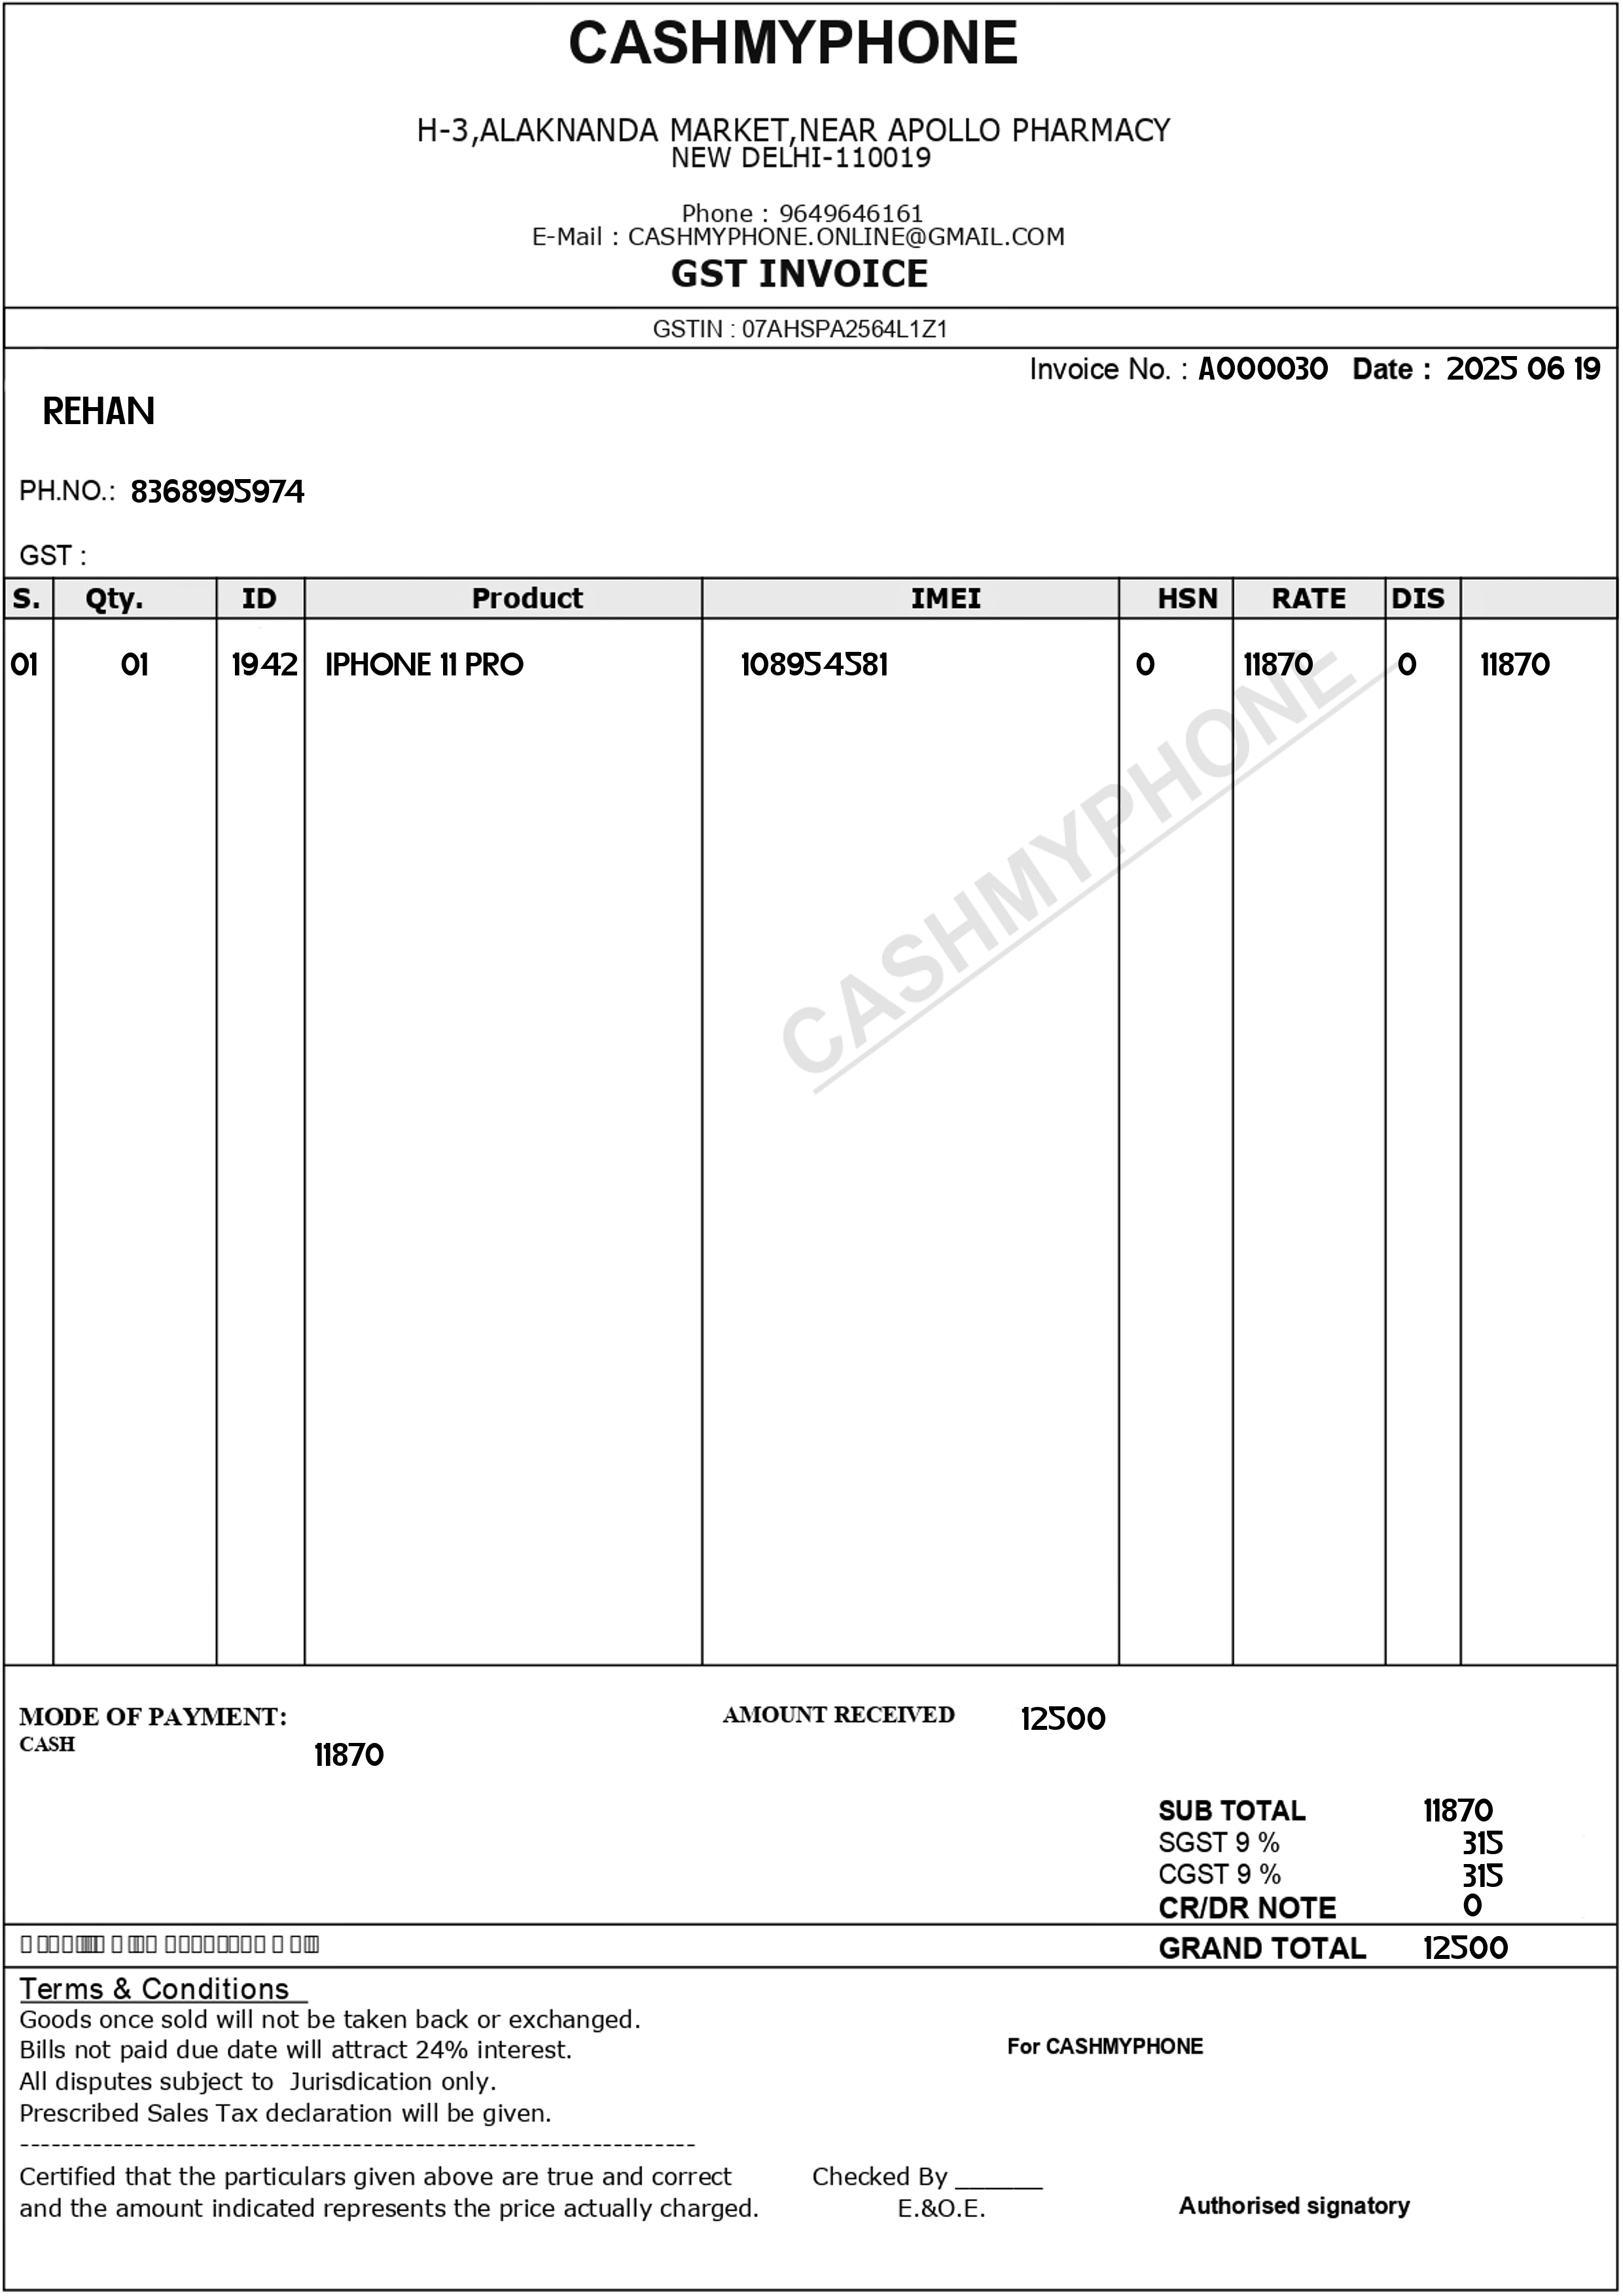 CASHMYPHONE
H-3,ALAKNANDA MARKET,NEAR APOLLO PHARMACY
NEW DELHI-110019
Phone : 9649646161
E-Mail : CASHMYPHONE.ONLINE@GMAIL.COM
GST INVOICE
GSTIN : 07AHSPA2564L1Z1
Invoice No. : A000030 Date : 2025 06 19
REHAN
PH.NO.: 8368995974
GST :
S. Qty. ID Product IMEI HSN RATE DIS
01 01 1942 IPHONE 11 PRO 108954581 0 11870 0 11870
CASHMYPHONE
MODE OF PAYMENT: AMOUNT RECEIVED 12500
CASH 11870
SUB TOTAL 11870
SGST 9 % 315
CGST 9 % 315
CR/DR NOTE 0
GRAND TOTAL 12500
Terms & Conditions
Goods once sold will not be taken back or exchanged.
Bills not paid due date will attract 24% interest.
All disputes subject to Jurisdication only.
Prescribed Sales Tax declaration will be given.
For CASHMYPHONE
-----------------------------------------------------------------
Certified that the particulars given above are true and correct Checked By ______
and the amount indicated represents the price actually charged. E.&O.E. Authorised signatory